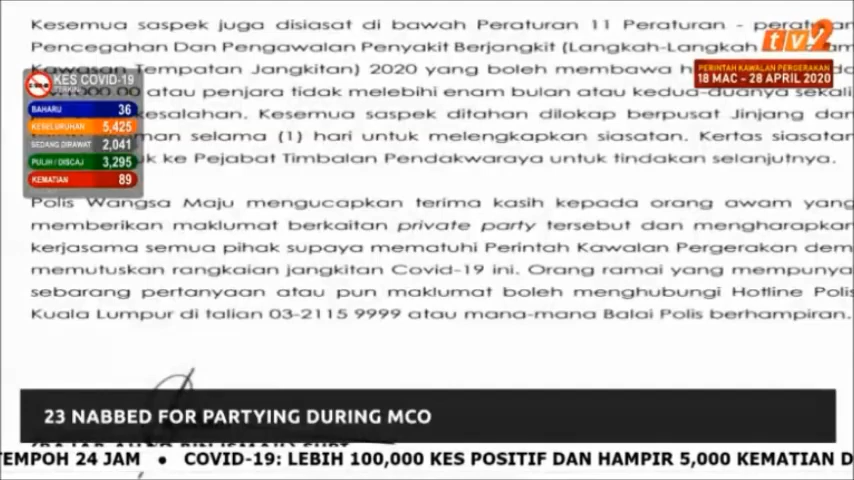 Kesemua saspek juga disiasat di bawah Peraturan 11 Peraturan -
Pencegahan Dan Pengawalan Penyakit Berjangkit (Langkah-Langkah
tv2
Kawasan Tempatan Jangkitan) 2020 yang boleh membawa
PERINTAH KAWALAN PERGERAKAN
18 MAC - 28 APRIL 2020
KES COVID-19
TERKINI
BAHARU 36
KESELURUHAN 5,425
SEDANG DIRAWAT 2,041
PULIH / DISCAJ 3,295
KEMATIAN 89
atau penjara tidak melebihi enam bulan atau kedua-duanya sekali
kesalahan. Kesemua saspek ditahan dilokap berpusat Jinjang dan
selama (1) hari untuk melengkapkan siasatan. Kertas siasatan
ke Pejabat Timbalan Pendakwaraya untuk tindakan selanjutnya.
Polis Wangsa Maju mengucapkan terima kasih kepada orang awam yang
memberikan maklumat berkaitan private party tersebut dan mengharapkan
kerjasama semua pihak supaya mematuhi Perintah Kawalan Pergerakan dem
memutuskan rangkaian jangkitan Covid-19 ini. Orang ramai yang mempunya
sebarang pertanyaan atau pun maklumat boleh menghubungi Hotline Polis
Kuala Lumpur di talian 03-2115 9999 atau mana-mana Balai Polis berhampiran.
23 NABBED FOR PARTYING DURING MCO
TEMPOH 24 JAM • COVID-19: LEBIH 100,000 KES POSITIF DAN HAMPIR 5,000 KEMATIAN D